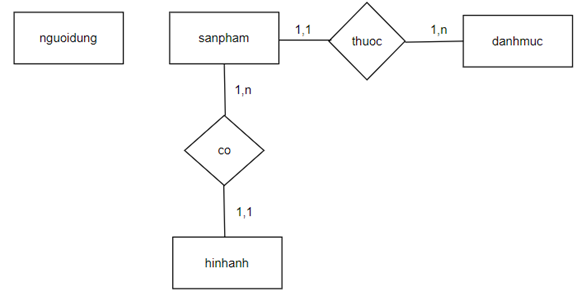 nguoidung
sanpham
1,1
thuoc
1,n
danhmuc
1,n
co
1,1
hinhanh